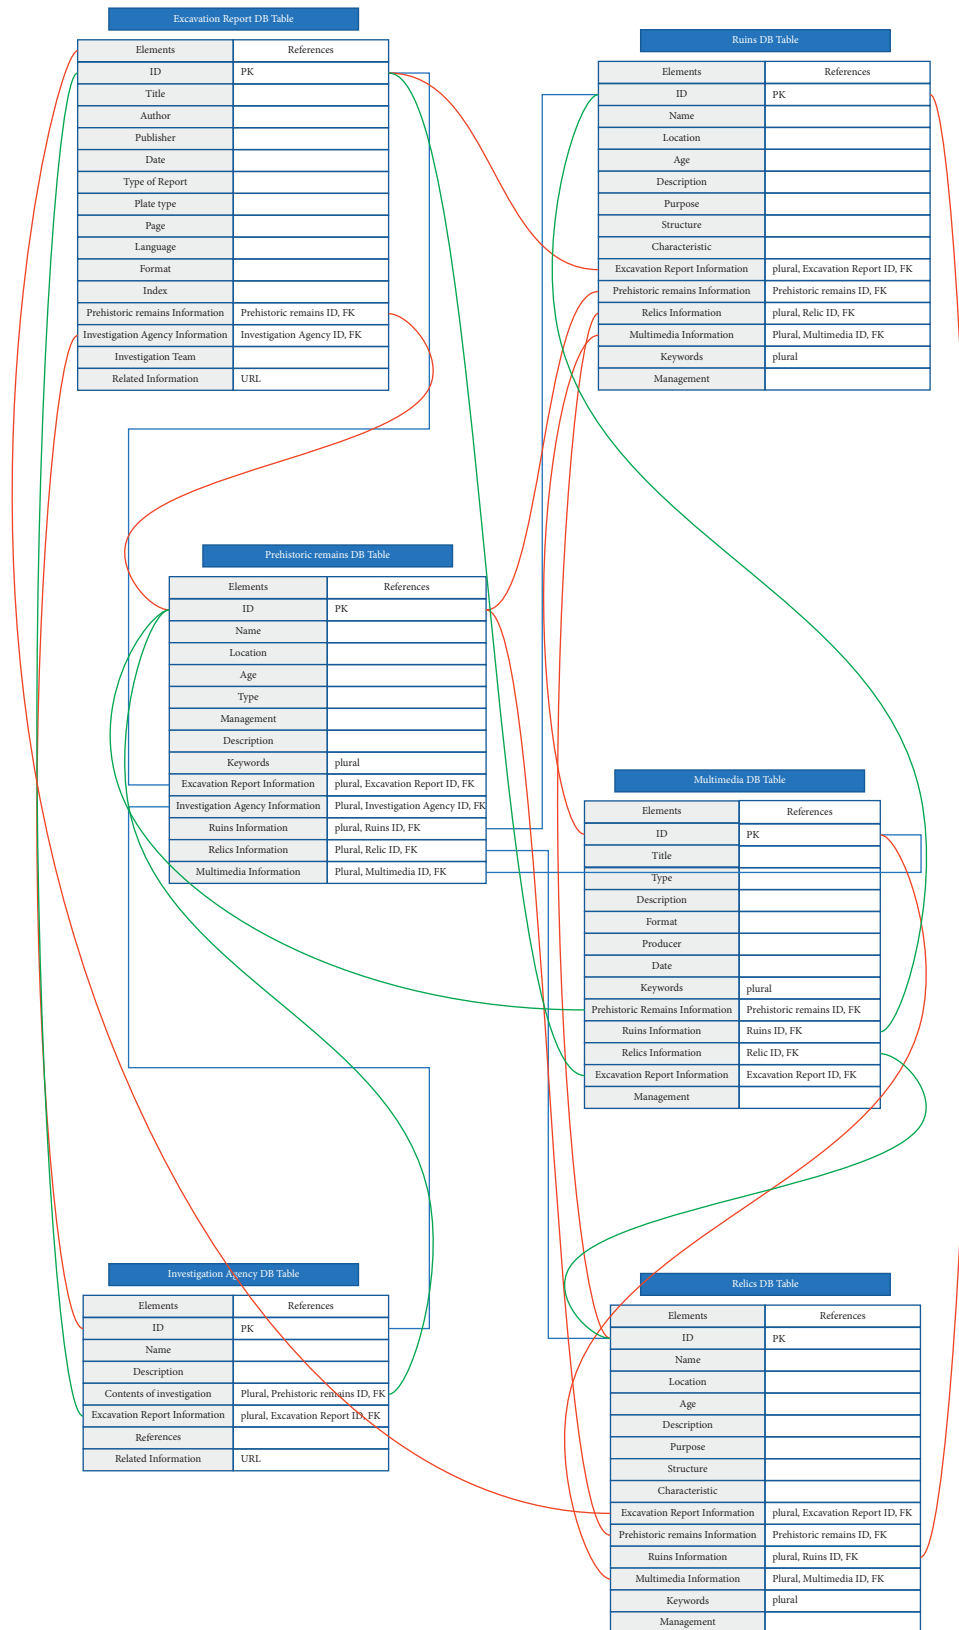 Excavation Report DB Table
Elements References
ID PK
Title
Author
Publisher
Date
Type of Report
Plate type
Page
Language
Format
Index
Prehistoric remains Information Prehistoric remains ID, FK
Investigation Agency Information Investigation Agency ID, FK
Investigation Team
Related Information URL
Ruins DB Table
Elements References
ID PK
Name
Location
Age
Description
Purpose
Structure
Characteristic
Excavation Report Information plural, Excavation Report ID, FK
Prehistoric remains Information Prehistoric remains ID, FK
Relics Information plural, Relic ID, FK
Multimedia Information Plural, Multimedia ID, FK
Keywords plural
Management
Prehistoric remains DB Table
Elements References
ID PK
Name
Location
Age
Type
Management
Description
Keywords plural
Excavation Report Information plural, Excavation Report ID, FK
Investigation Agency Information Plural, Investigation Agency ID, FK
Ruins Information plural, Ruins ID, FK
Relics Information Plural, Relic ID, FK
Multimedia Information Plural, Multimedia ID, FK
Multimedia DB Table
Elements References
ID PK
Title
Type
Description
Format
Producer
Date
Keywords plural
Prehistoric Remains Information Prehistoric remains ID, FK
Ruins Information Ruins ID, FK
Relics Information Relic ID, FK
Excavation Report Information Excavation Report ID, FK
Management
Investigation Agency DB Table
Elements References
ID PK
Name
Description
Contents of investigation Plural, Prehistoric remains ID, FK
Excavation Report Information plural, Excavation Report ID, FK
References
Related Information URL
Relics DB Table
Elements References
ID PK
Name
Location
Age
Description
Purpose
Structure
Characteristic
Excavation Report Information plural, Excavation Report ID, FK
Prehistoric remains Information Prehistoric remains ID, FK
Ruins Information plural, Ruins ID, FK
Multimedia Information Plural, Multimedia ID, FK
Keywords plural
Management